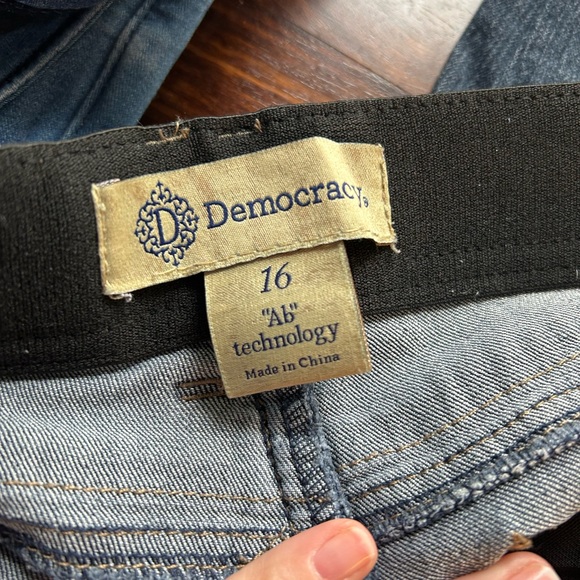 D Democracy®
16
"Ab"
technology
Made in China